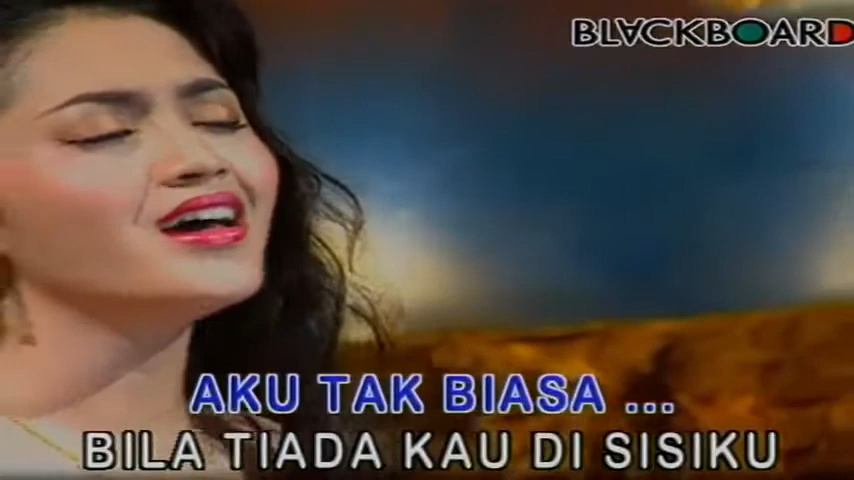 BLACKBOARD
AKU TAK BIASA ...
BILA TIADA KAU DI SISIKU